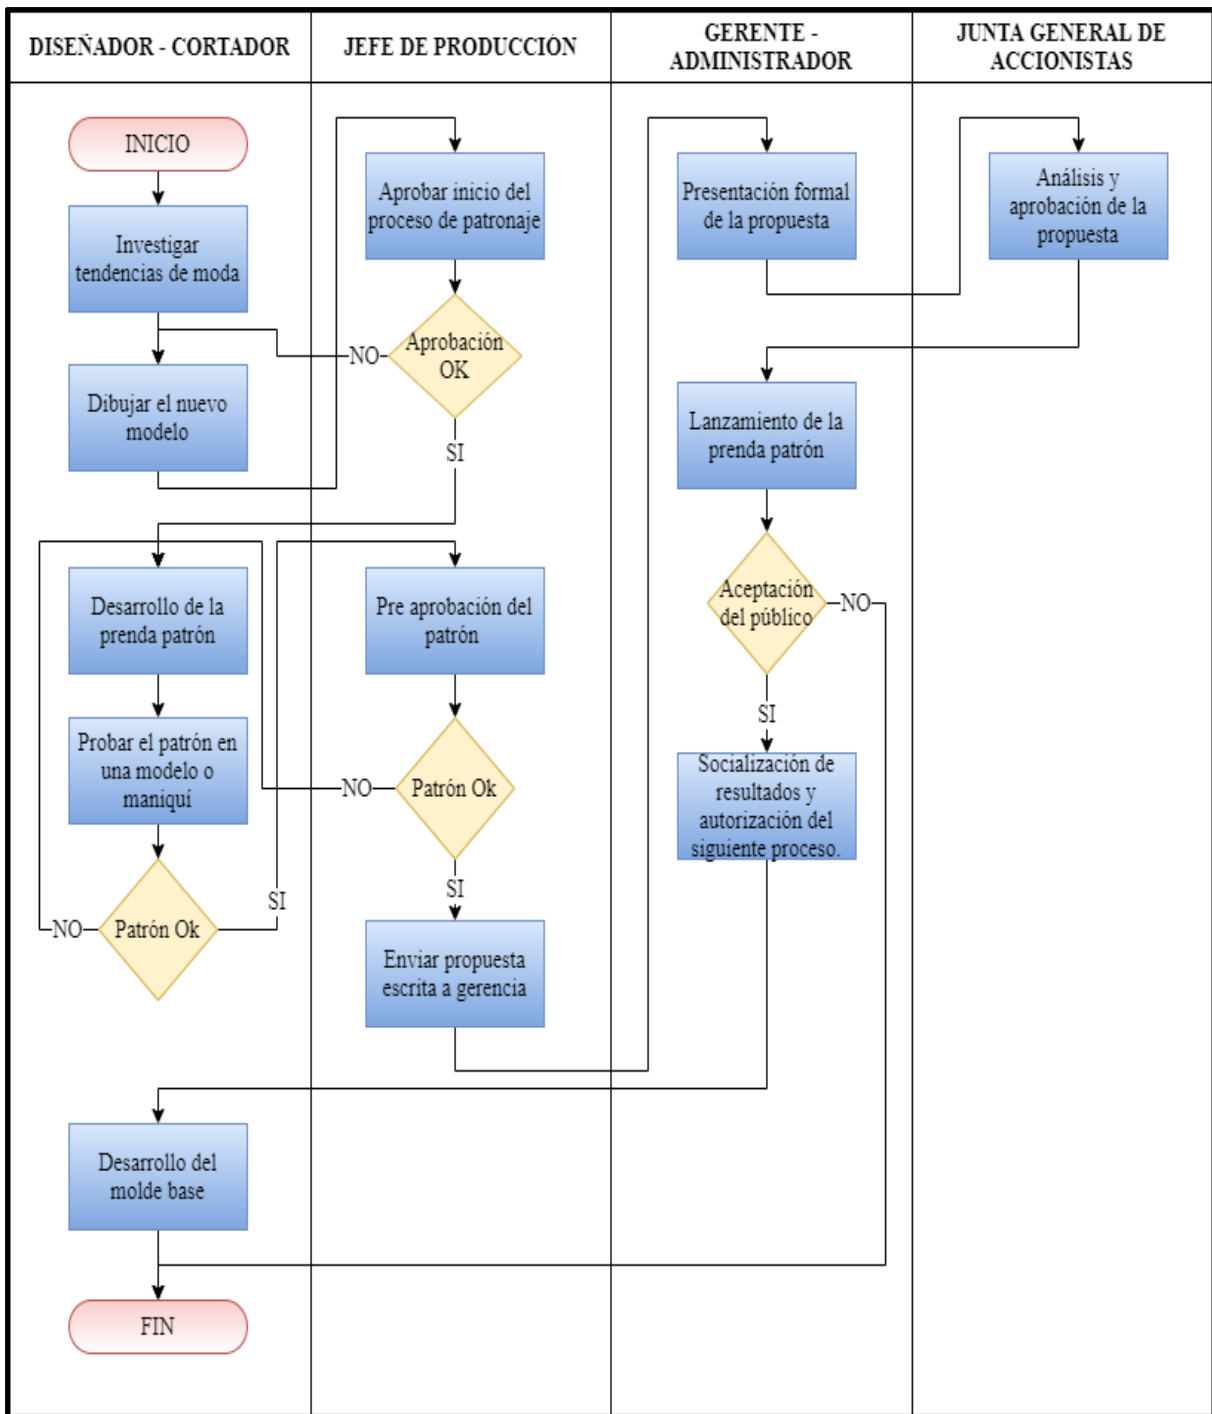 DISEÑADOR - CORTADOR
JEFE DE PRODUCCIÓN
GERENTE -
ADMINISTRADOR
JUNTA GENERAL DE
ACCIONISTAS
INICIO
Investigar
tendencias de moda
Dibujar el nuevo
modelo
Aprobar inicio del
proceso de patronaje
Aprobación
OK
NO
SI
Desarrollo de la
prenda patrón
Probar el patrón en
una modelo o
maniquí
Patrón Ok
NO
SI
Pre aprobación del
patrón
Patrón Ok
NO
SI
Enviar propuesta
escrita a gerencia
Presentación formal
de la propuesta
Análisis y
aprobación de la
propuesta
Lanzamiento de la
prenda patrón
Aceptación
del público
NO
SI
Socialización de
resultados y
autorización del
siguiente proceso.
Desarrollo del
molde base
FIN